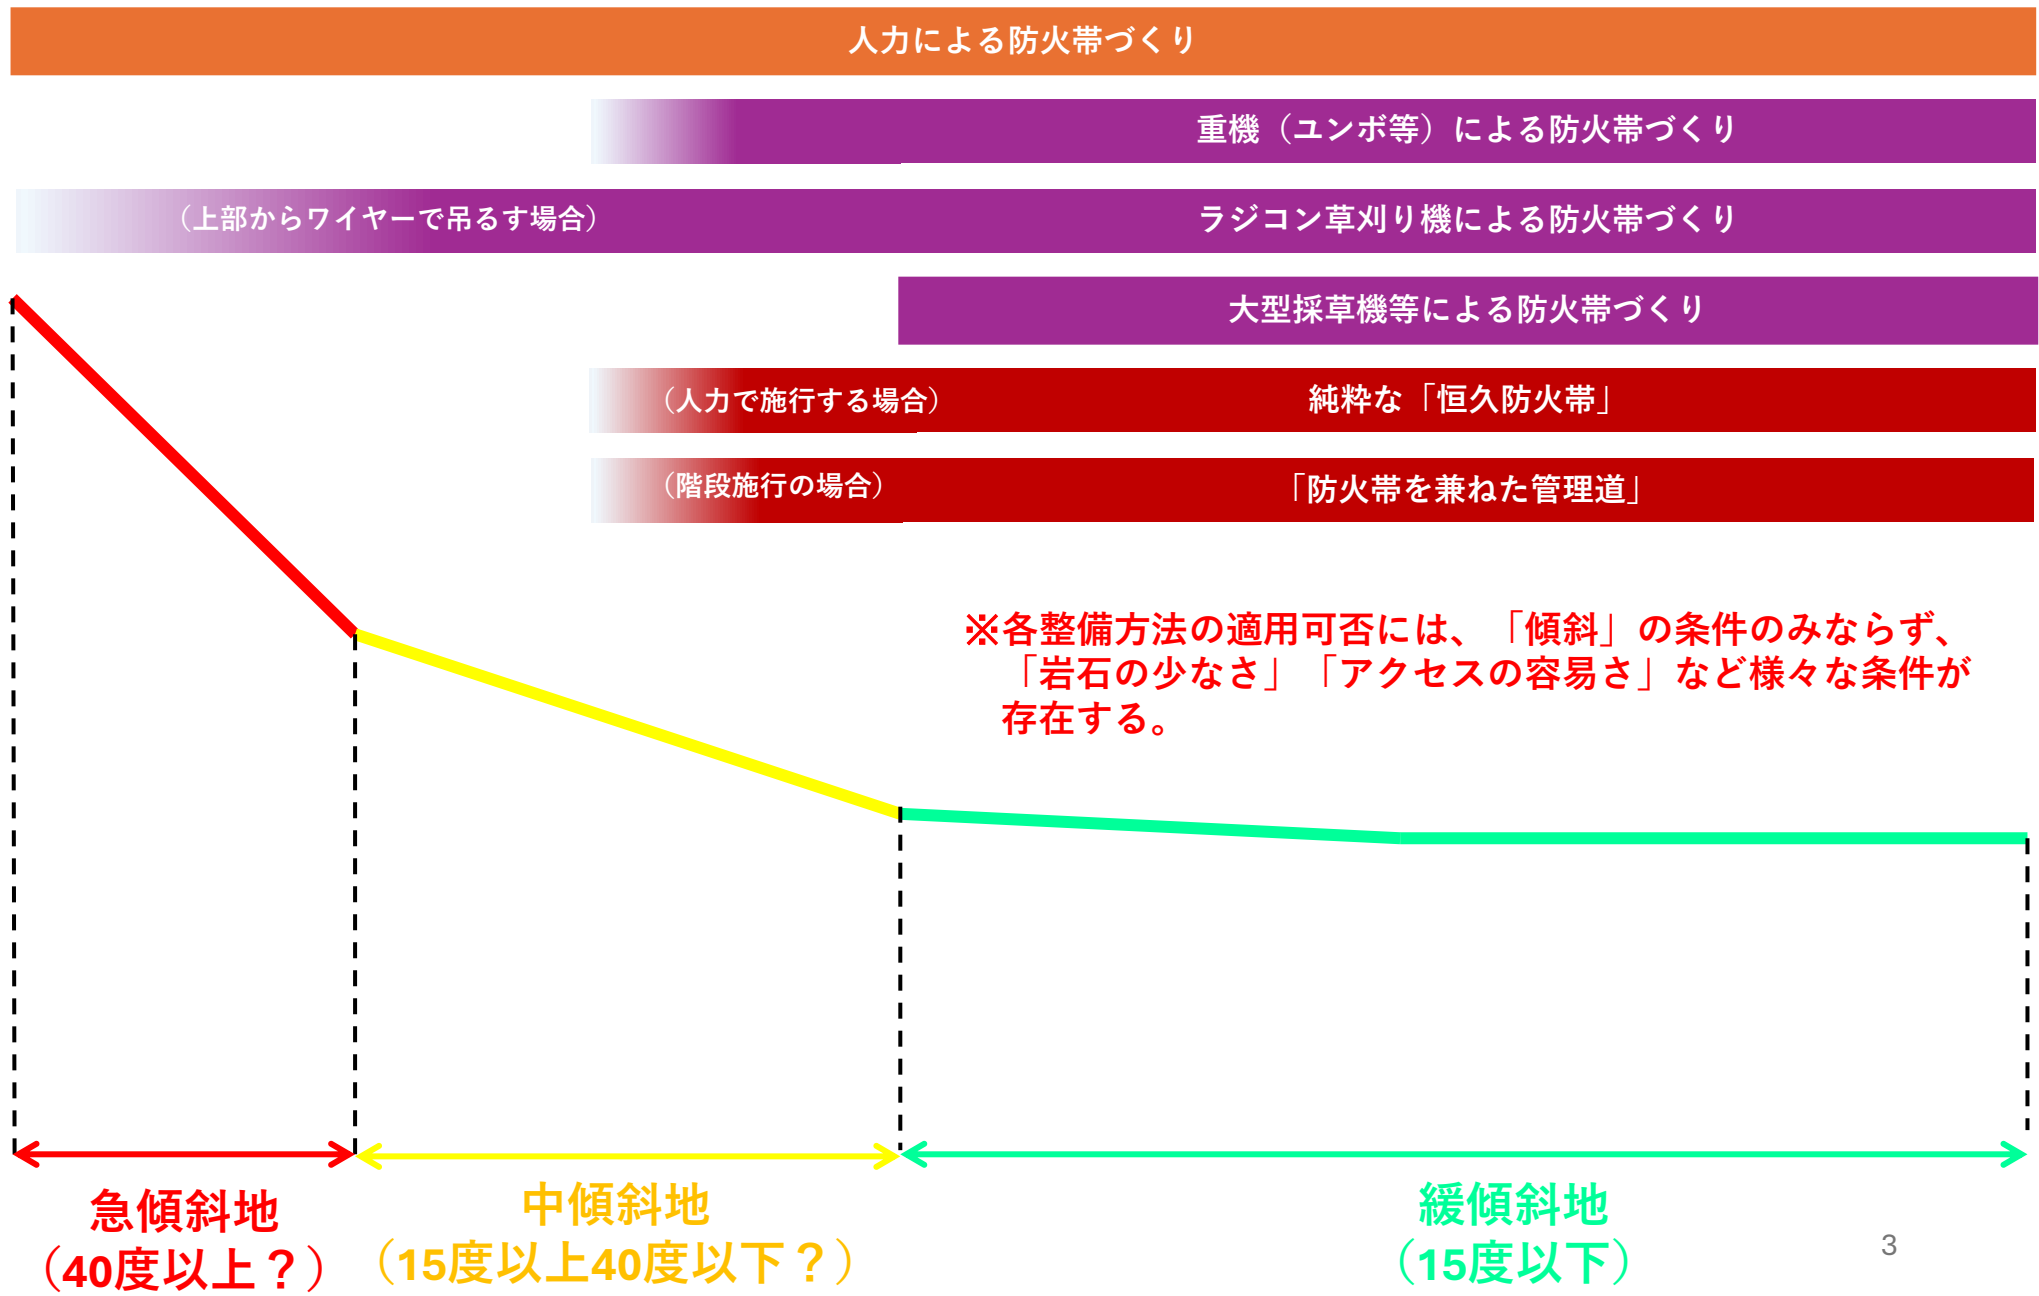 人力による防火帯づくり
重機（ユンボ等）による防火帯づくり
（上部からワイヤーで吊るす場合）
ラジコン草刈り機による防火帯づくり
大型採草機等による防火帯づくり
（人力で施行する場合）
純粋な「恒久防火帯」
（階段施行の場合）
「防火帯を兼ねた管理道」
※各整備方法の適用可否には、「傾斜」の条件のみならず、
「岩石の少なさ」「アクセスの容易さ」など様々な条件が
存在する。
急傾斜地
（40度以上？）
中傾斜地
（15度以上40度以下？）
緩傾斜地
（15度以下）
3